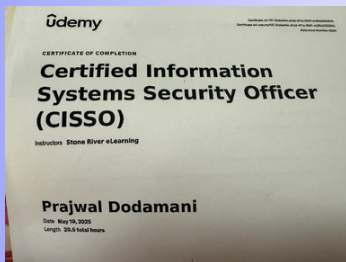 ûdemy
CERTIFICATE OF COMPLETION
Certified Information
Systems Security Officer
(CISSO)
Instructors Stone River eLearning
Prajwal Dodamani
Date May 19, 2025
Length 20.5 total hours